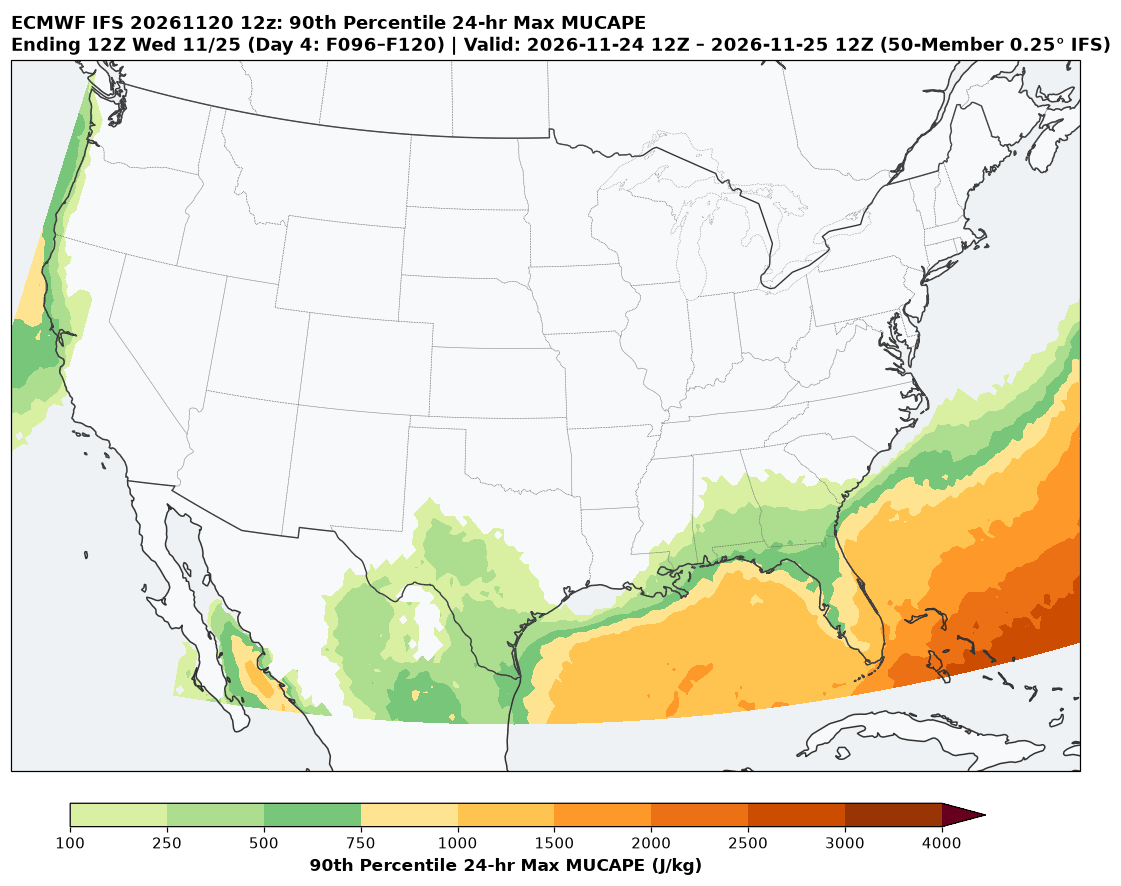 ECMWF IFS 20261120 12z: 90th Percentile 24-hr Max MUCAPE
Ending 12Z Wed 11/25 (Day 4: F096–F120) | Valid: 2026-11-24 12Z – 2026-11-25 12Z (50-Member 0.25° IFS)
100 250 500 750 1000 1500 2000 2500 3000 4000
90th Percentile 24-hr Max MUCAPE (J/kg)